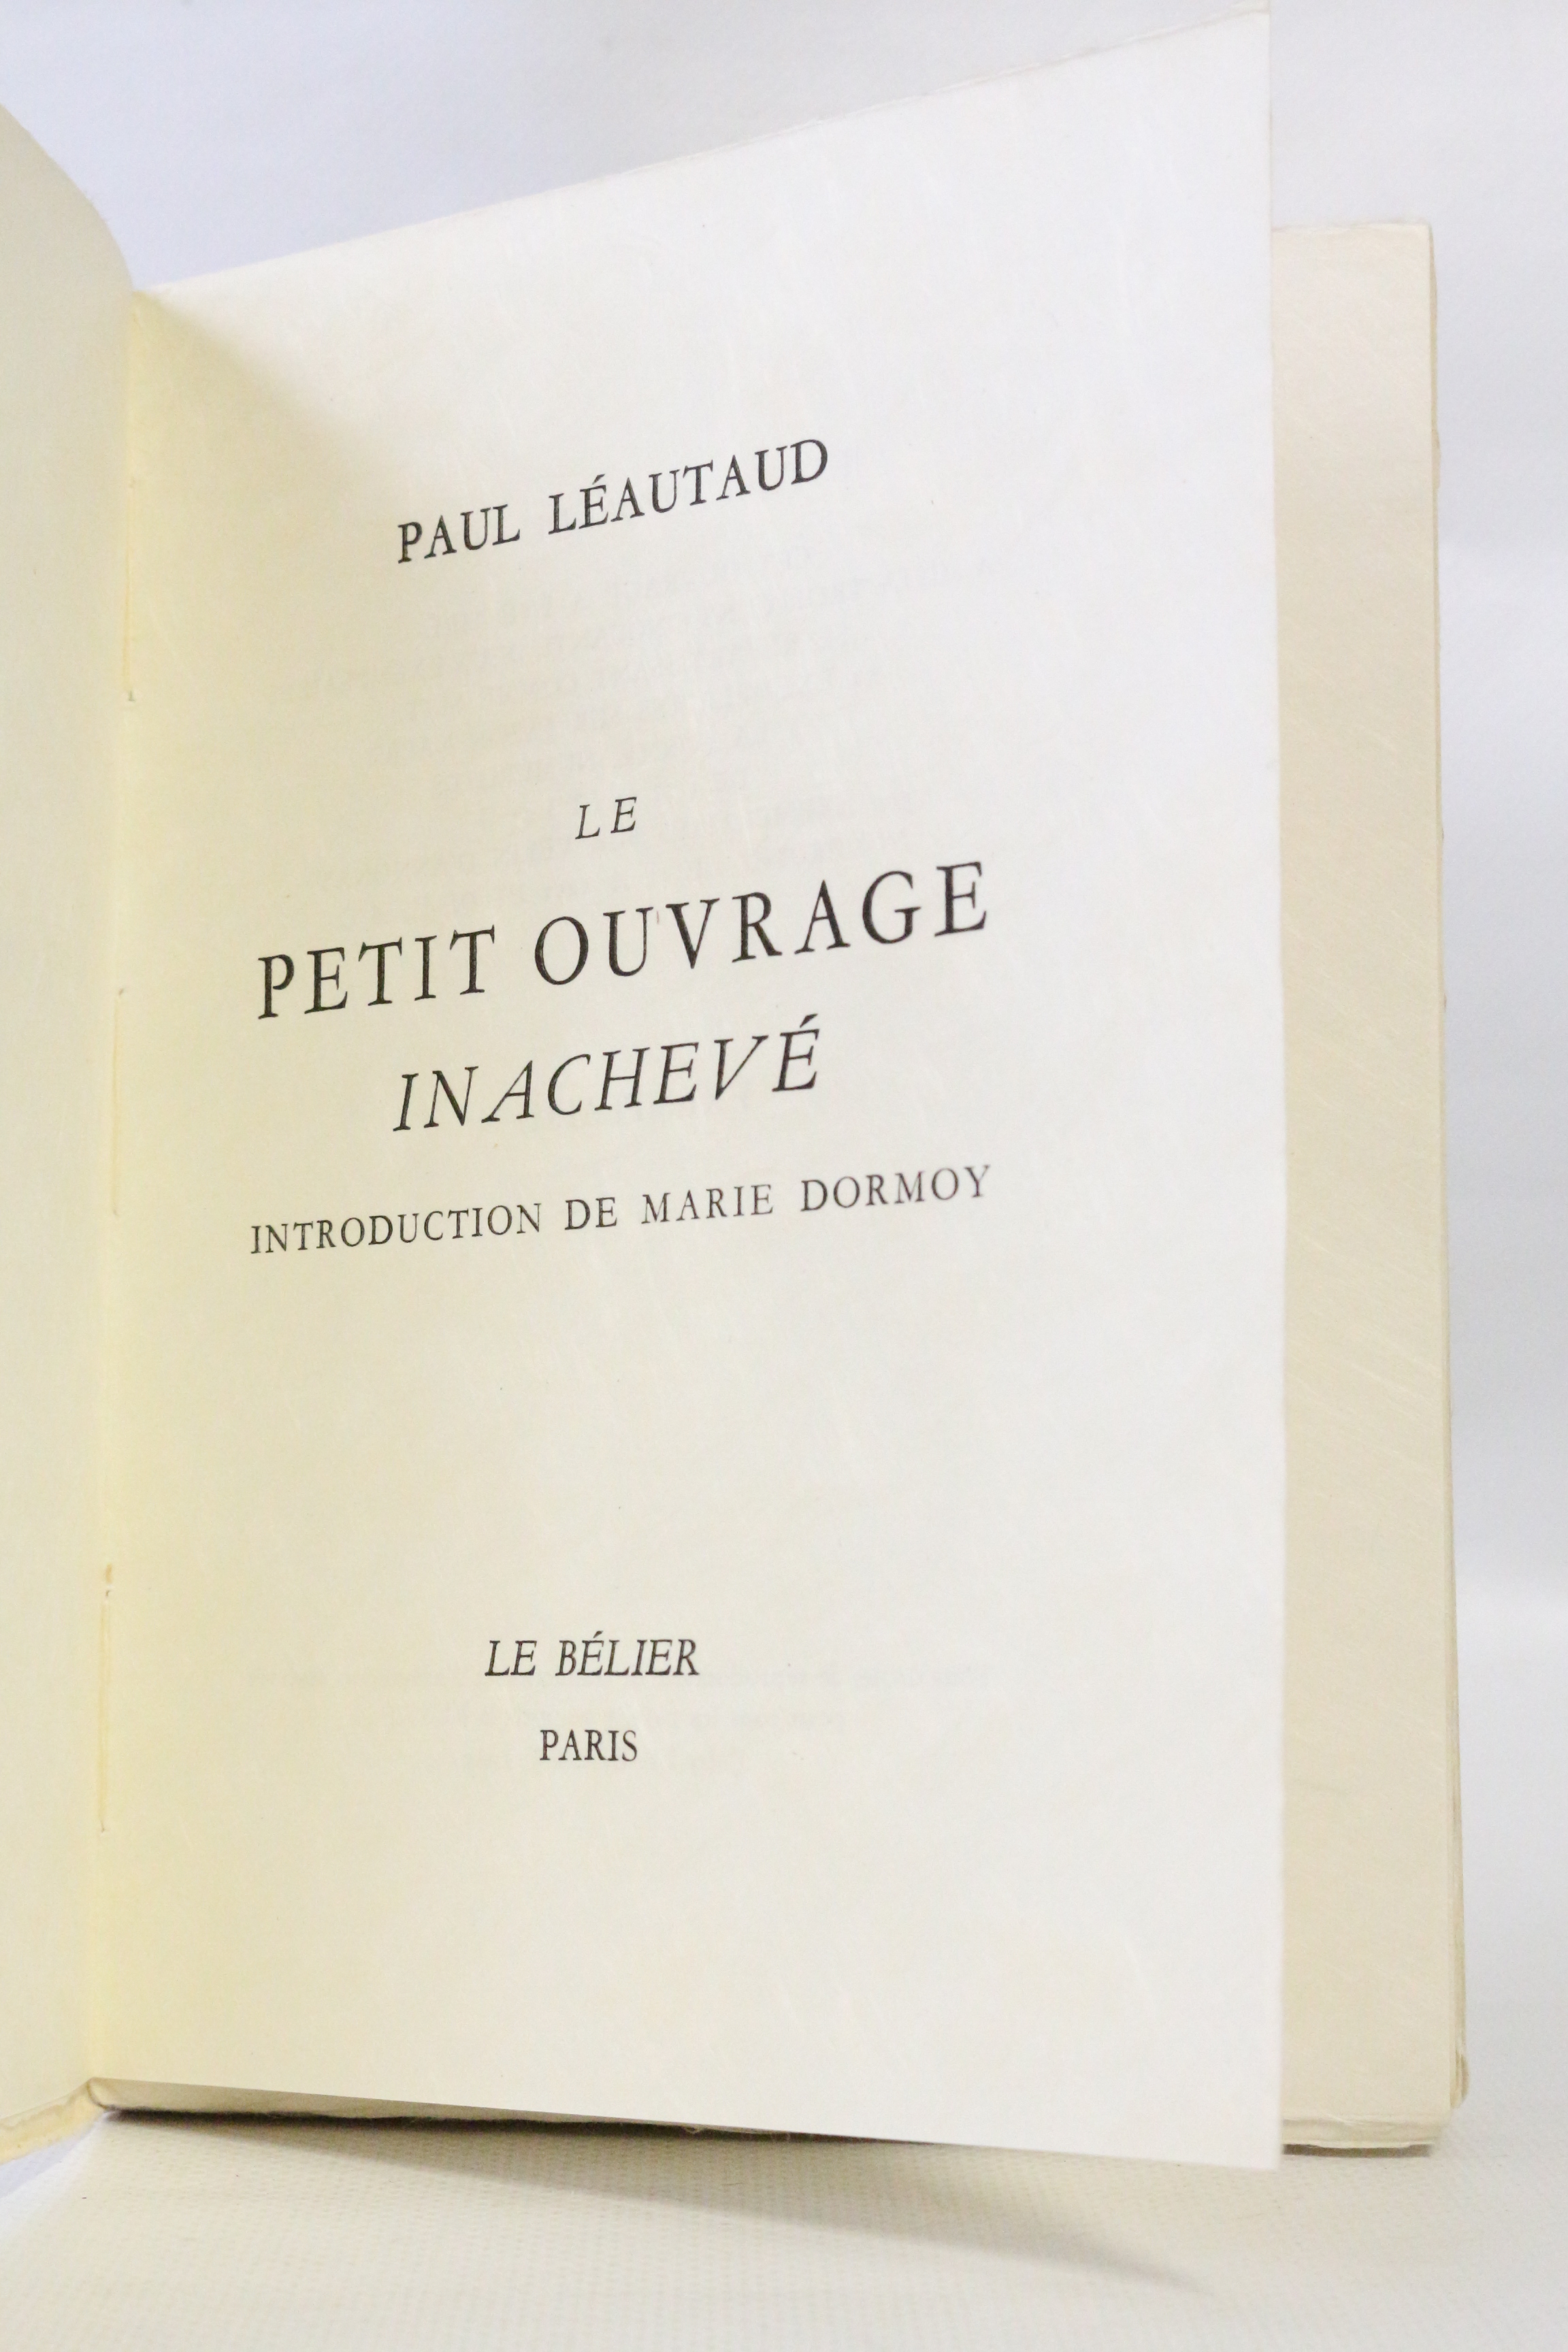 PAUL LÉAUTAUD
LE
PETIT OUVRAGE
INACHEVÉ
INTRODUCTION DE MARIE DORMOY
LE BÉLIER
PARIS